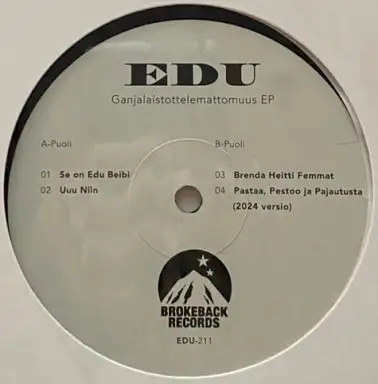 EDU
Ganjalaistottelemattomuus EP
A-Puoli
01 Se on Edu Beibi
02 Uuu Niin
B-Puoli
03 Brenda Heitti Femmat
04 Pastaa, Pestoo ja Pajautusta
(2024 versio)
BROKEBACK
RECORDS
EDU-211